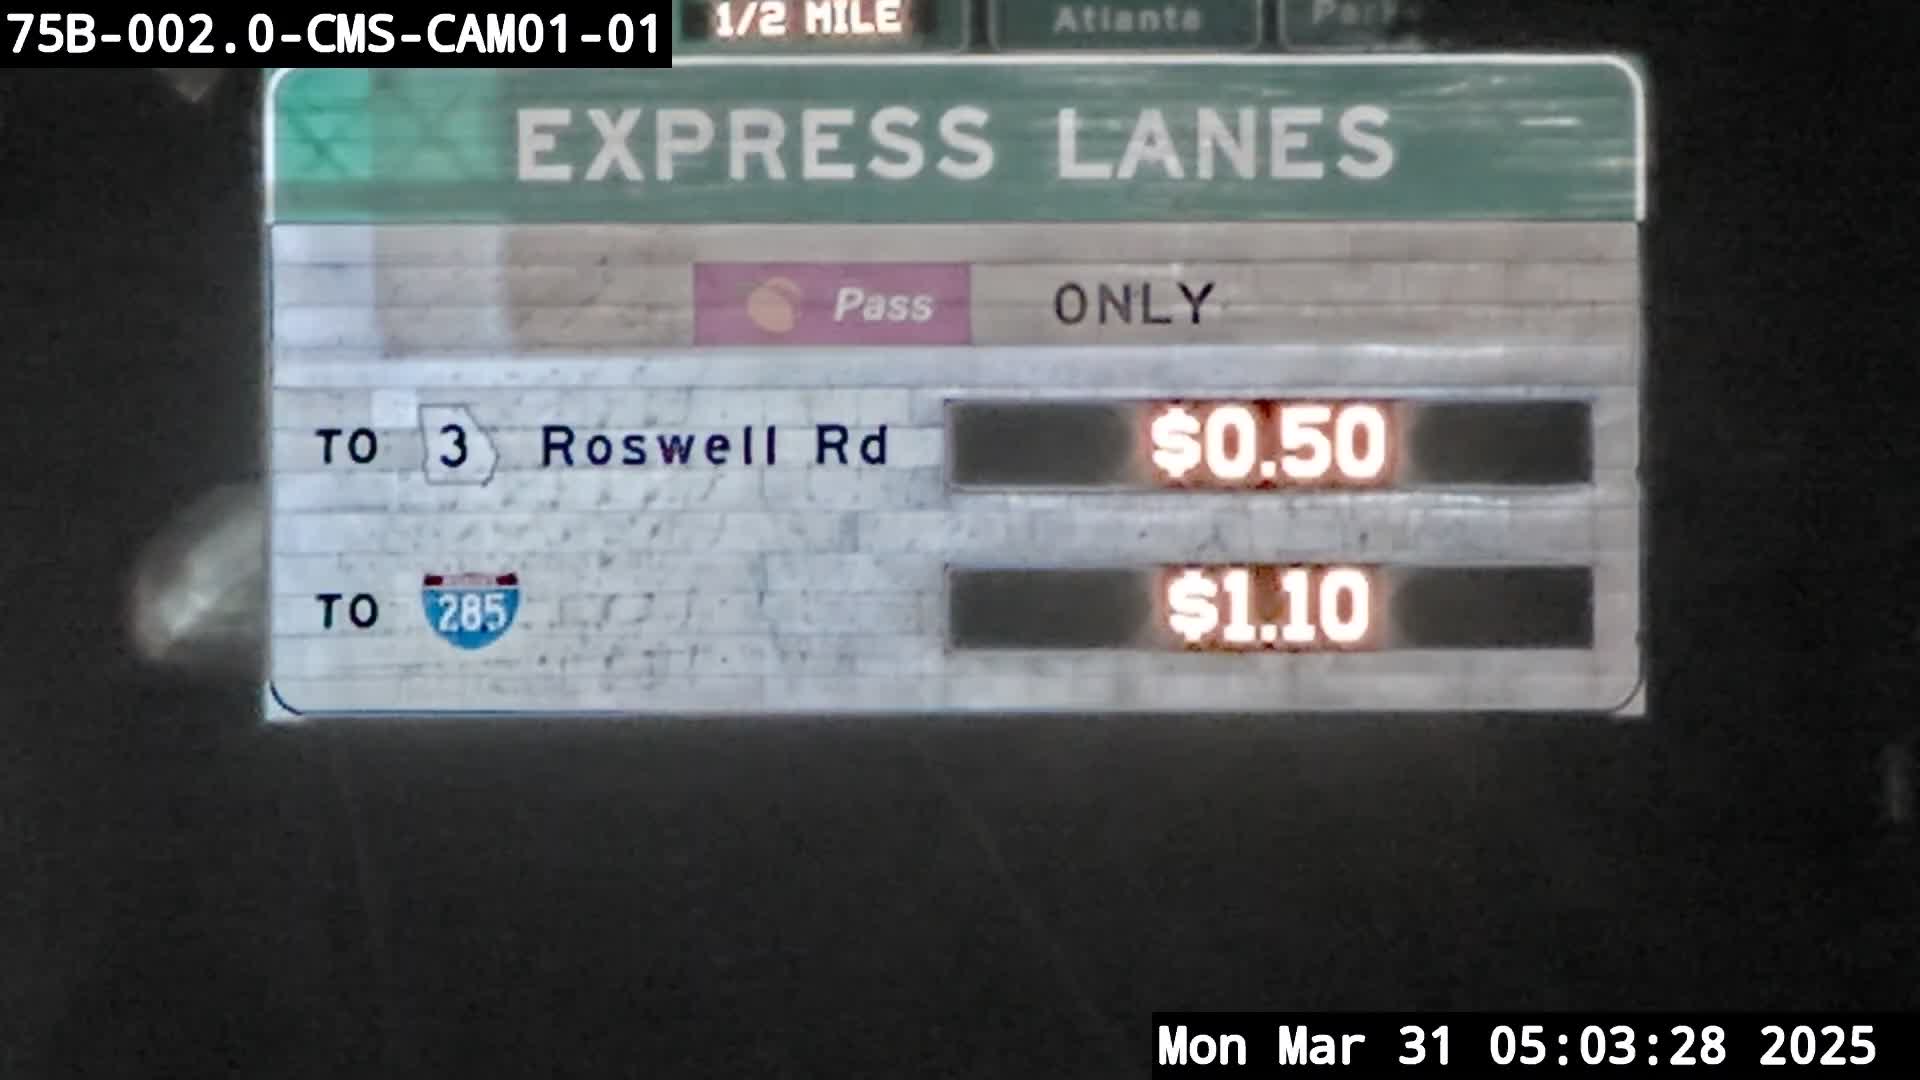 75B-002.0-CMS-CAM01-01
1/2 MILE
Atlanta
EXPRESS LANES
Pass ONLY
TO 3 Roswell Rd $0.50
TO 285 $1.10
Mon Mar 31 05:03:28 2025